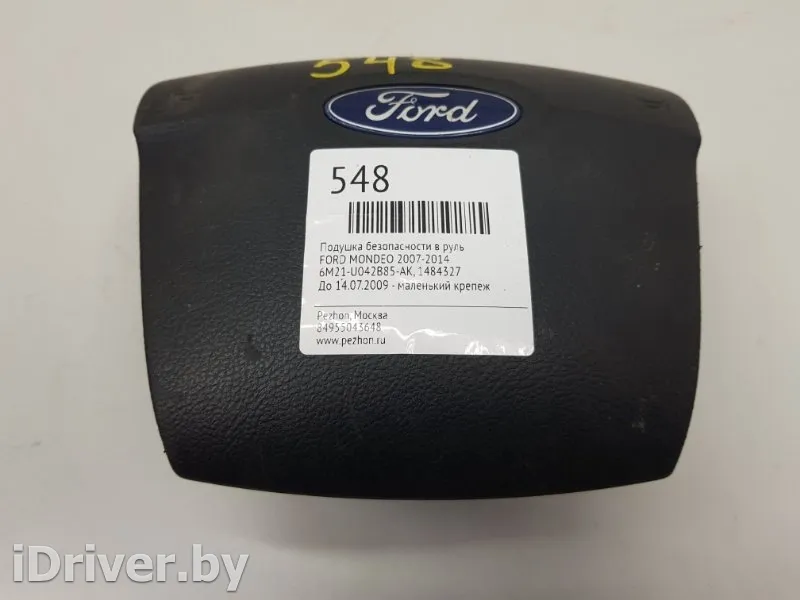 548
Ford
548
Подушка безопасности в руль
FORD MONDEO 2007-2014
6M21-U042B85-AK, 1484327
До 14.07.2009 - маленький крепеж
Pezhon, Москва
84955043648
www.pezhon.ru
iDriver.by